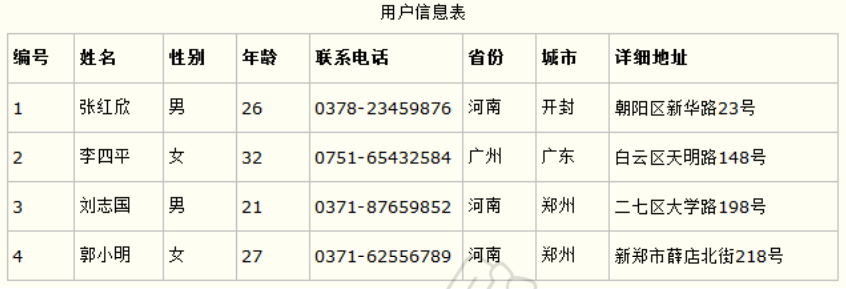 用户信息表
编号 姓名 性别 年龄 联系电话 省份 城市 详细地址
1 张红欣 男 26 0378-23459876 河南 开封 朝阳区新华路23号
2 李四平 女 32 0751-65432584 广州 广东 白云区天明路148号
3 刘志国 男 21 0371-87659852 河南 郑州 二七区大学路198号
4 郭小明 女 27 0371-62556789 河南 郑州 新郑市薛店北街218号